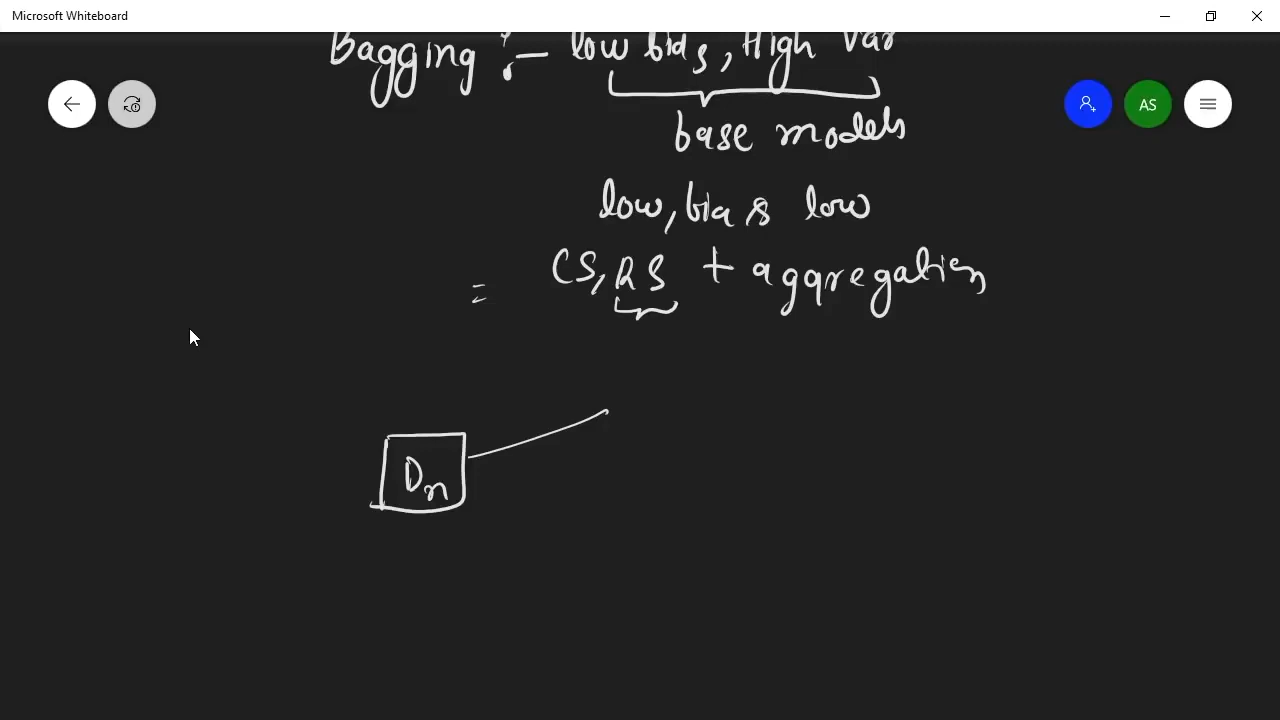 Microsoft Whiteboard
Bagging :- low bias, High Var
AS
base models
low, bias low
= CS, RS + aggregation
Dn